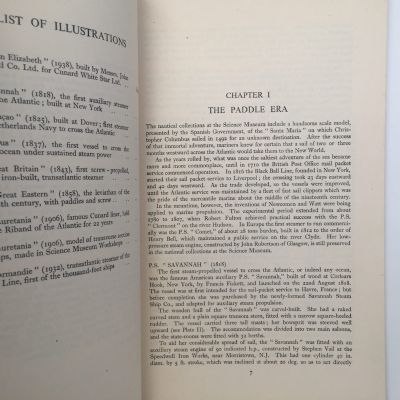 LIST OF ILLUSTRATIONS
n Elizabeth " (1938), built by Messrs. John
d Co. Ltd. for Cunard White Star Ltd.
nnah " (1818), the first auxiliary steamer
he Atlantic ; built at New York
açao " (1825), built at Dover ; first steamer
etherlands Navy to cross the Atlantic
us " (1837), first vessel to cross the
ocean under sustained steam power
eat Britain " (1843), first screw-propelled,
iron-built, transatlantic steamer
Great Eastern " (1858), the leviathan of the
th century, with paddles and screw
uretania " (1906), famous Cunard liner, held
e Riband of the Atlantic for 22 years
uretania " (1906), model of turbine service
ps, made in Science Museum Workshops
ormandie " (1932), transatlantic steamer of the
Line, first of the thousand-foot ships
CHAPTER I
THE PADDLE ERA
The nautical collections at the Science Museum include a handsome scale model,
presented by the Spanish Government, of the " Santa Maria " on which Chris-
topher Columbus sailed in 1492 for an unknown destination. After the success
of that immortal adventure, mariners knew for certain that a sail of two or three
months westward across the Atlantic would take them to the New World.
As the years rolled by, what was once the saltiest adventure of the sea became
more commonplace, until in 1710 the British Post Office mail packet
service commenced operation. In 1816 the Black Ball Line, founded in New York,
started their mail packet service to Liverpool ; the crossing took 23 days eastward
and 40 days westward. As the trade developed, so the vessels were improved,
until the Atlantic service was maintained by a fleet of fast sail clippers which was
the pride of the mercantile marine about the middle of the nineteenth century.
In the meantime, however, the inventions of Newcomen and Watt were being
applied to marine propulsion. The experimental period extended from about
1780 to 1807, when Robert Fulton achieved practical success with the P.S.
" Clermont " on the river Hudson. In Europe the first steamer to run commerci-
ally was the P.S. " Comet," of about 28 tons burden, built in 1812 to the order of
Henry Bell, which maintained a public service on the river Clyde. Her low-
pressure steam engine, constructed by John Robertson of Glasgow, is still preserved
in the national collections at the Science Museum.
P.S. " SAVANNAH " (1818)
The first steam-propelled vessel to cross the Atlantic, or indeed any ocean,
was the famous American auxiliary P.S. " Savannah," built of wood at Corlears
Hook, New York, by Francis Fickett, and launched on the 22nd August 1818.
The vessel was at first intended for the sail-packet service to Havre, France ; but
before completion she was purchased by the newly-formed Savannah Steam
Ship Co., and adapted for auxiliary steam propulsion.
The wooden hull of the " Savannah " was carvel-built. She had a raked
curved stem and a plain square transom stern, fitted with a narrow square-headed
rudder. The vessel carried three tall masts ; her bowsprit was steeved well
upward (see Plate II). The accommodation was divided into two main saloons,
and the state-rooms were fitted with 32 berths.
To aid her considerable spread of sail, the " Savannah " was fitted with an
auxiliary steam engine of 90 indicated h.p., constructed by Stephen Vail at the
Speedwell Iron Works, near Morristown, N.J. This had one cylinder 40 in.
diam. by 5 ft. stroke, which was inclined at about 20 deg. so as to act directly
7